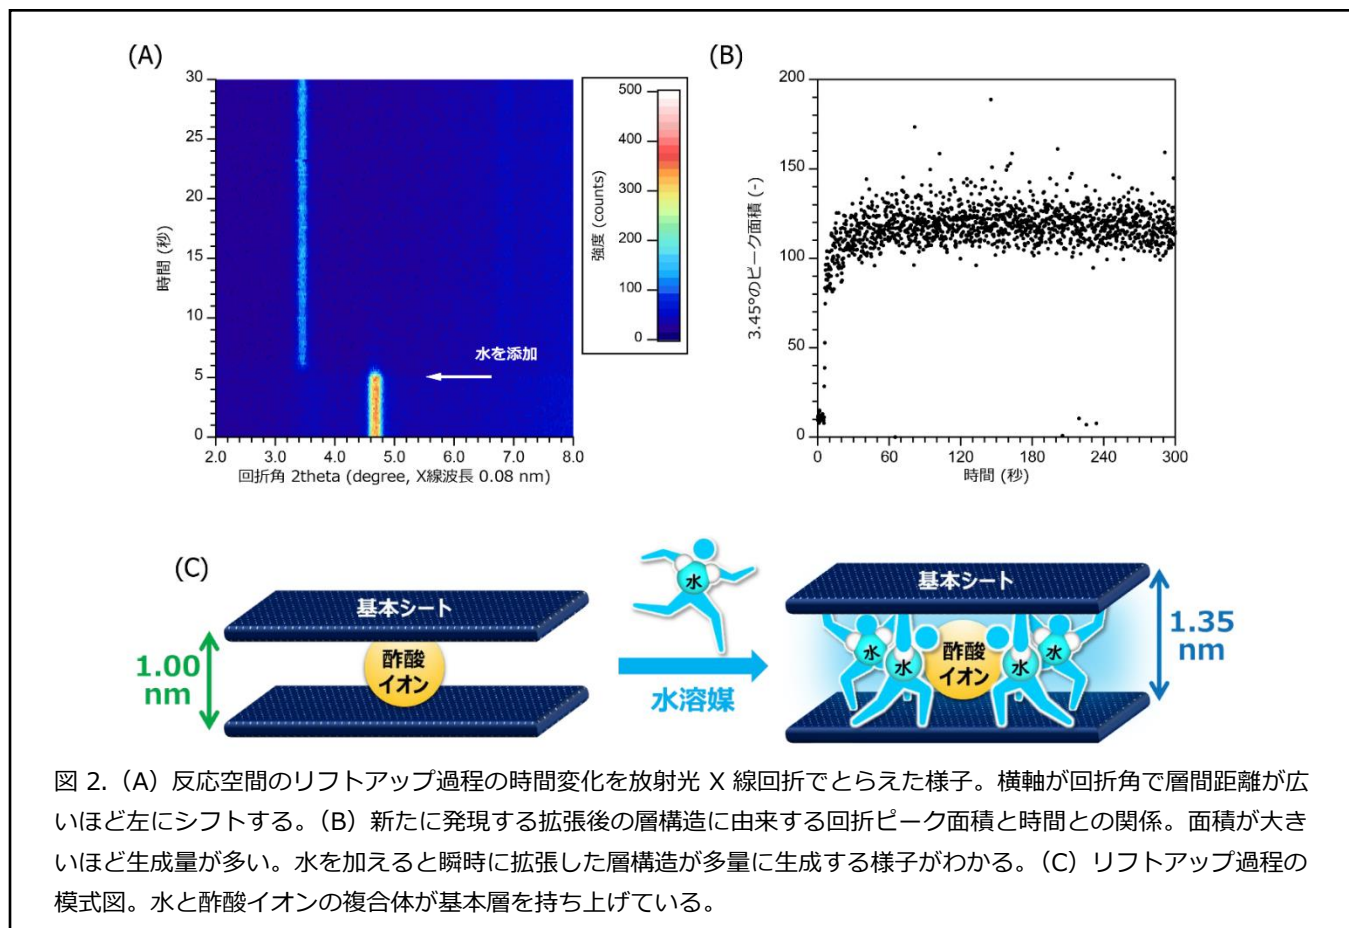 (A)
30
25
20
15
10
5
0
時間 (秒)
水を添加
2.0 3.0 4.0 5.0 6.0 7.0 8.0
回折角 2theta (degree, X線波長 0.08 nm)
500
400
300
200
100
0
強度 (counts)
(B)
200
150
100
50
0
3.45°のピーク面積 (-)
0 60 120 180 240 300
時間 (秒)
(C)
基本シート
酢酸
イオン
1.00
nm
水
水溶媒
基本シート
水 水 酢酸
イオン 水 水
1.35
nm
図 2.（A）反応空間のリフトアップ過程の時間変化を放射光 X 線回折でとらえた様子。横軸が回折角で層間距離が広
いほど左にシフトする。（B）新たに発現する拡張後の層構造に由来する回折ピーク面積と時間との関係。面積が大き
いほど生成量が多い。水を加えると瞬時に拡張した層構造が多量に生成する様子がわかる。（C）リフトアップ過程の
模式図。水と酢酸イオンの複合体が基本層を持ち上げている。